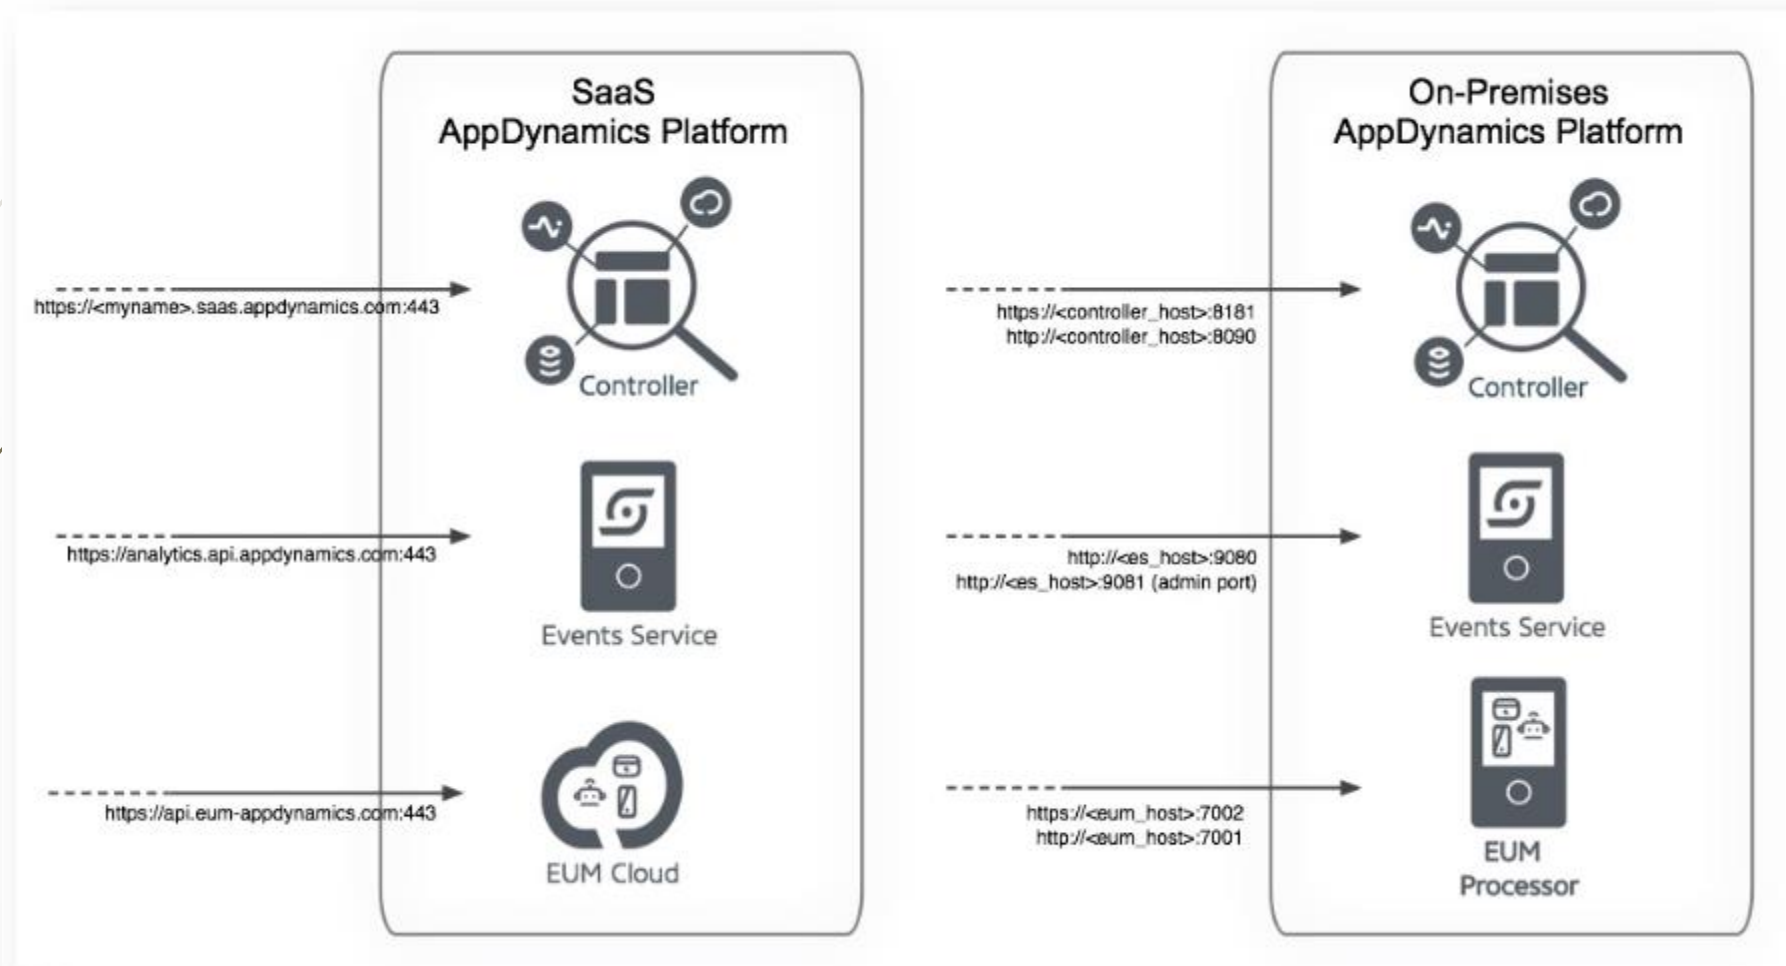 SaaS
AppDynamics Platform
https://<myname>.saas.appdynamics.com:443
Controller
https://analytics.api.appdynamics.com:443
Events Service
https://api.eum-appdynamics.com:443
EUM Cloud
On-Premises
AppDynamics Platform
https://<controller_host>:8181
http://<controller_host>:8090
Controller
http://<es_host>:9080
http://<es_host>:9081 (admin port)
Events Service
https://<eum_host>:7002
http://<eum_host>:7001
EUM
Processor